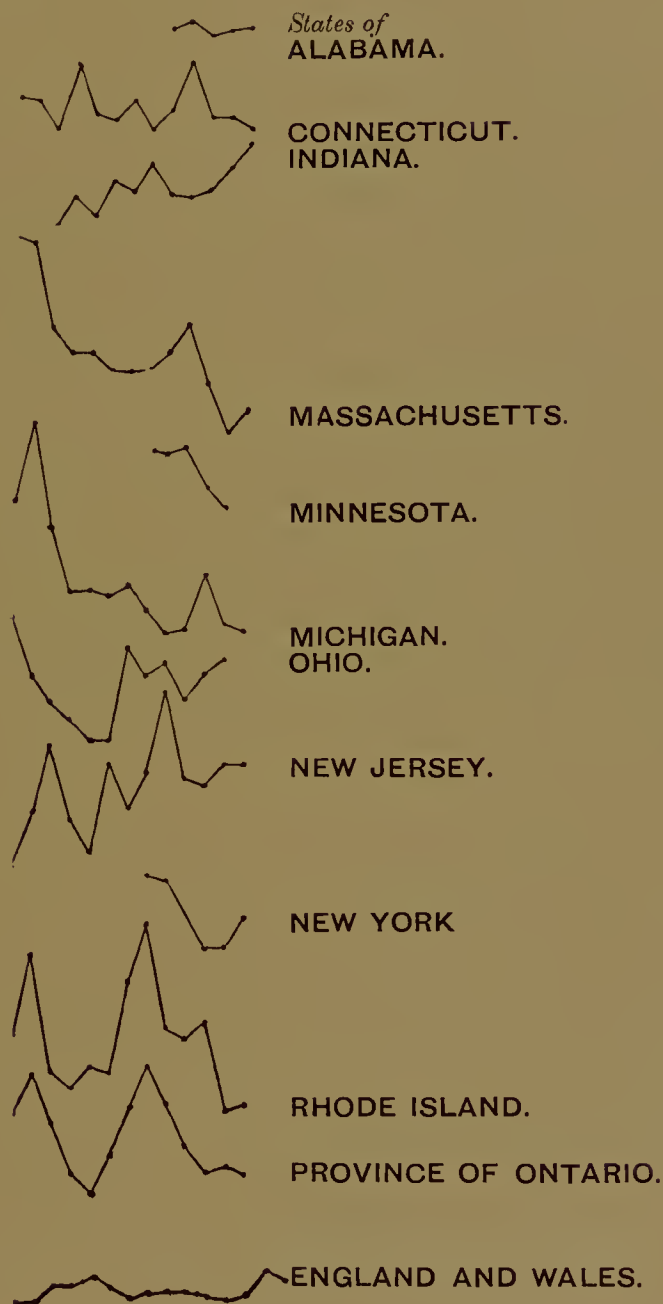 States of
ALABAMA.
CONNECTICUT.
INDIANA.
MASSACHUSETTS.
MINNESOTA.
MICHIGAN.
OHIO.
NEW JERSEY.
NEW YORK
RHODE ISLAND.
PROVINCE OF ONTARIO.
ENGLAND AND WALES.